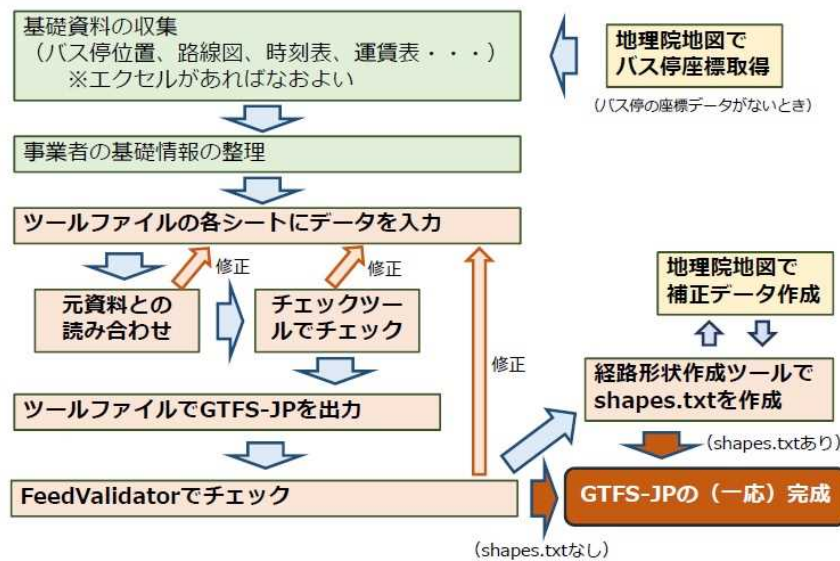 基礎資料の収集
（バス停位置、路線図、時刻表、運賃表・・・）
※エクセルがあればなおよい
地理院地図で
バス停座標取得
（バス停の座標データがないとき）
事業者の基礎情報の整理
ツールファイルの各シートにデータを入力
修正
修正
元資料との
読み合わせ
チェックツー
ルでチェック
地理院地図で
補正データ作成
修正
経路形状作成ツールで
shapes.txtを作成
ツールファイルでGTFS-JPを出力
（shapes.txtあり）
FeedValidatorでチェック
GTFS-JPの（一応）完成
（shapes.txtなし）